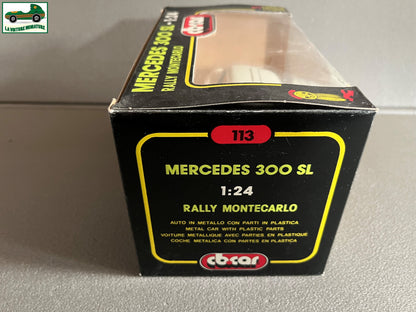 LA VOITURE MINIATURE
MERCEDES 300 SL - 1:24
RALLY MONTECARLO
113
MERCEDES 300 SL
1:24
RALLY MONTECARLO
AUTO IN METALLO CON PARTI IN PLASTICA
METAL CAR WITH PLASTIC PARTS
VOITURE METALLIQUE AVEC PARTIES EN PLASTIQUE
COCHE METALICA CON PARTES EN PLASTICA
cb-car